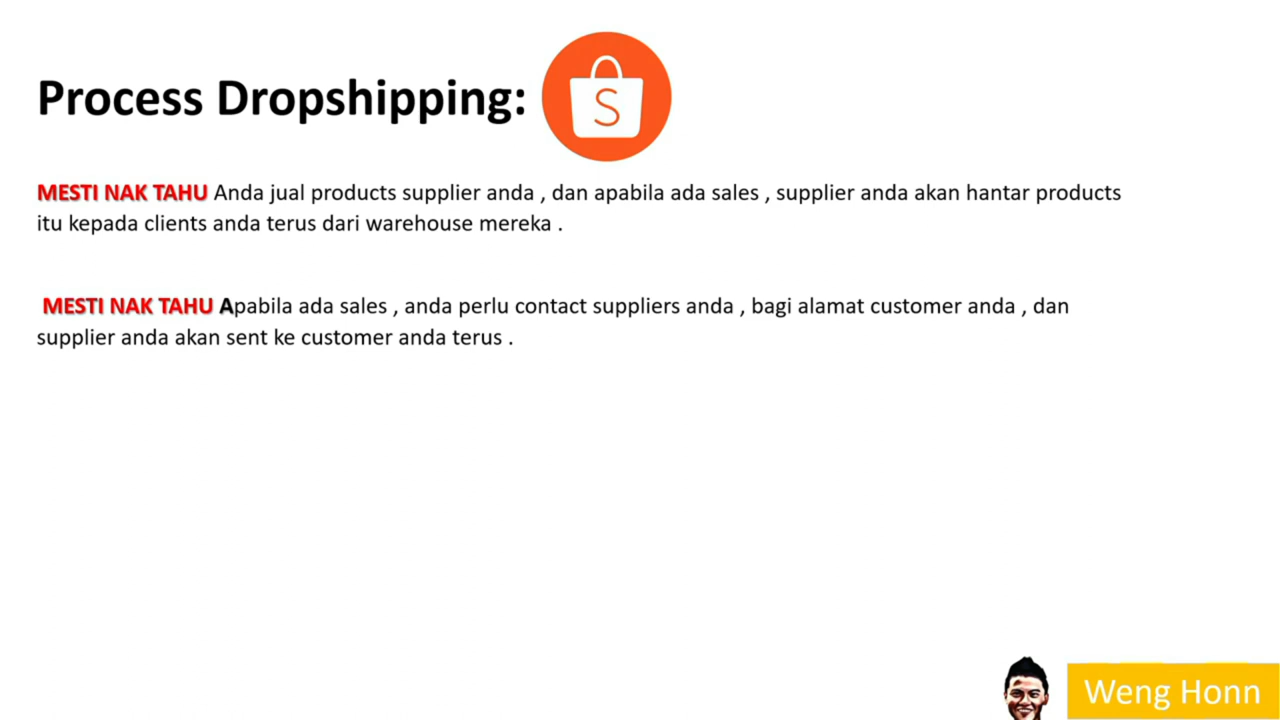 Process Dropshipping:
S
MESTI NAK TAHU Anda jual products supplier anda , dan apabila ada sales , supplier anda akan hantar products
itu kepada clients anda terus dari warehouse mereka .
MESTI NAK TAHU Apabila ada sales , anda perlu contact suppliers anda , bagi alamat customer anda , dan
supplier anda akan sent ke customer anda terus .
Weng Honn